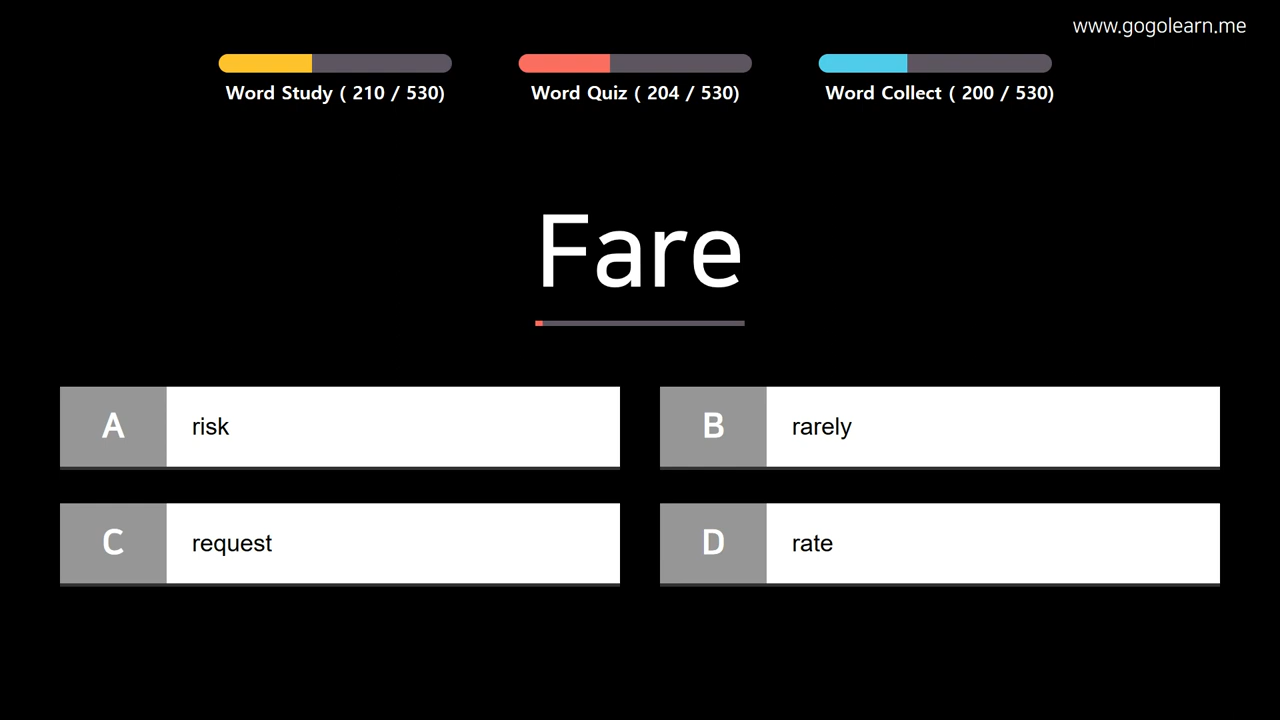 www.gogolearn.me
Word Study ( 210 / 530)
Word Quiz ( 204 / 530)
Word Collect ( 200 / 530)
Fare
A risk
B rarely
C request
D rate